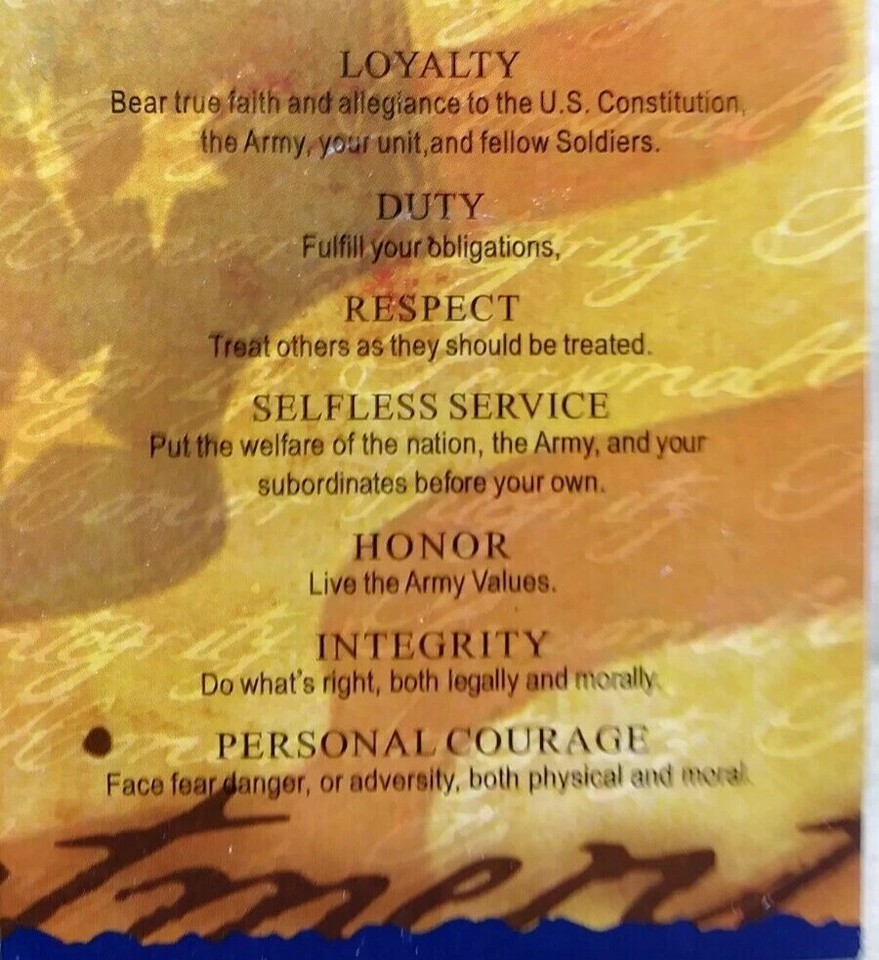 LOYALTY
Bear true faith and allegiance to the U.S. Constitution,
the Army, your unit,and fellow Soldiers.
DUTY
Fulfill your obligations,
RESPECT
Treat others as they should be treated.
SELFLESS SERVICE
Put the welfare of the nation, the Army, and your
subordinates before your own.
HONOR
Live the Army Values.
INTEGRITY
Do what's right, both legally and morally.
PERSONAL COURAGE
Face fear danger, or adversity, both physical and moral.